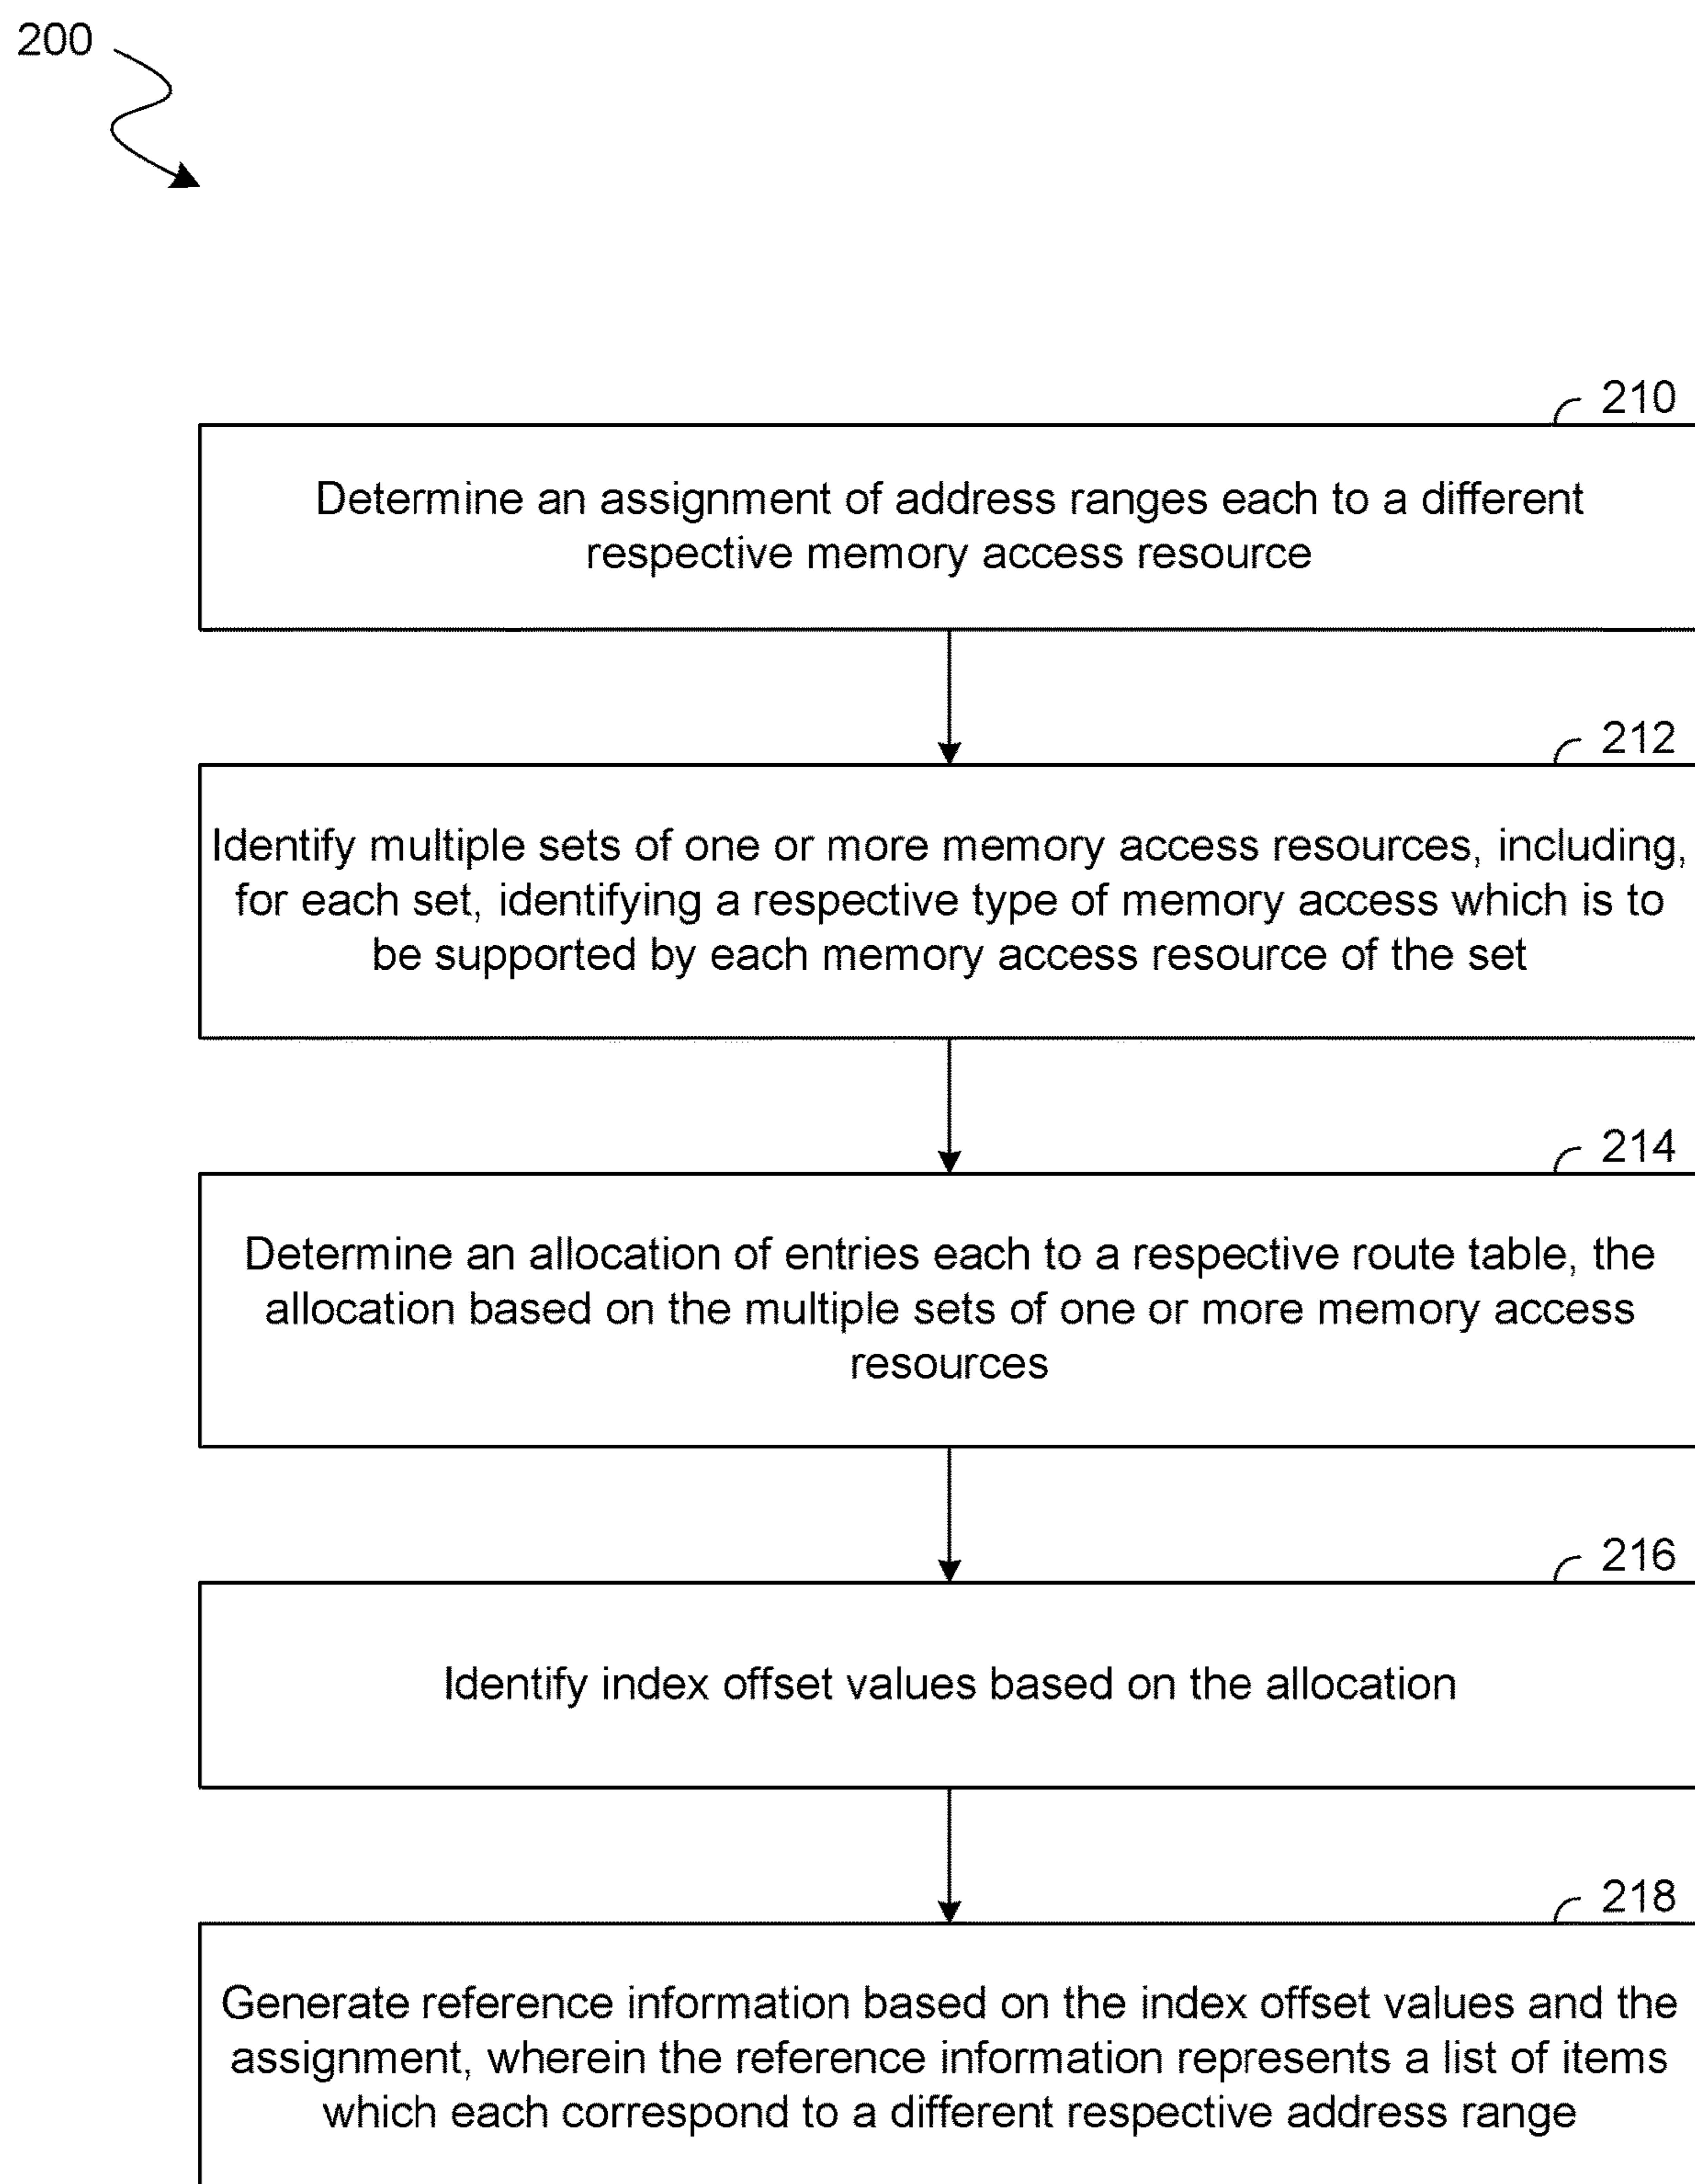 200
210
Determine an assignment of address ranges each to a different
respective memory access resource
212
Identify multiple sets of one or more memory access resources, including,
for each set, identifying a respective type of memory access which is to
be supported by each memory access resource of the set
214
Determine an allocation of entries each to a respective route table, the
allocation based on the multiple sets of one or more memory access
resources
216
Identify index offset values based on the allocation
218
Generate reference information based on the index offset values and the
assignment, wherein the reference information represents a list of items
which each correspond to a different respective address range